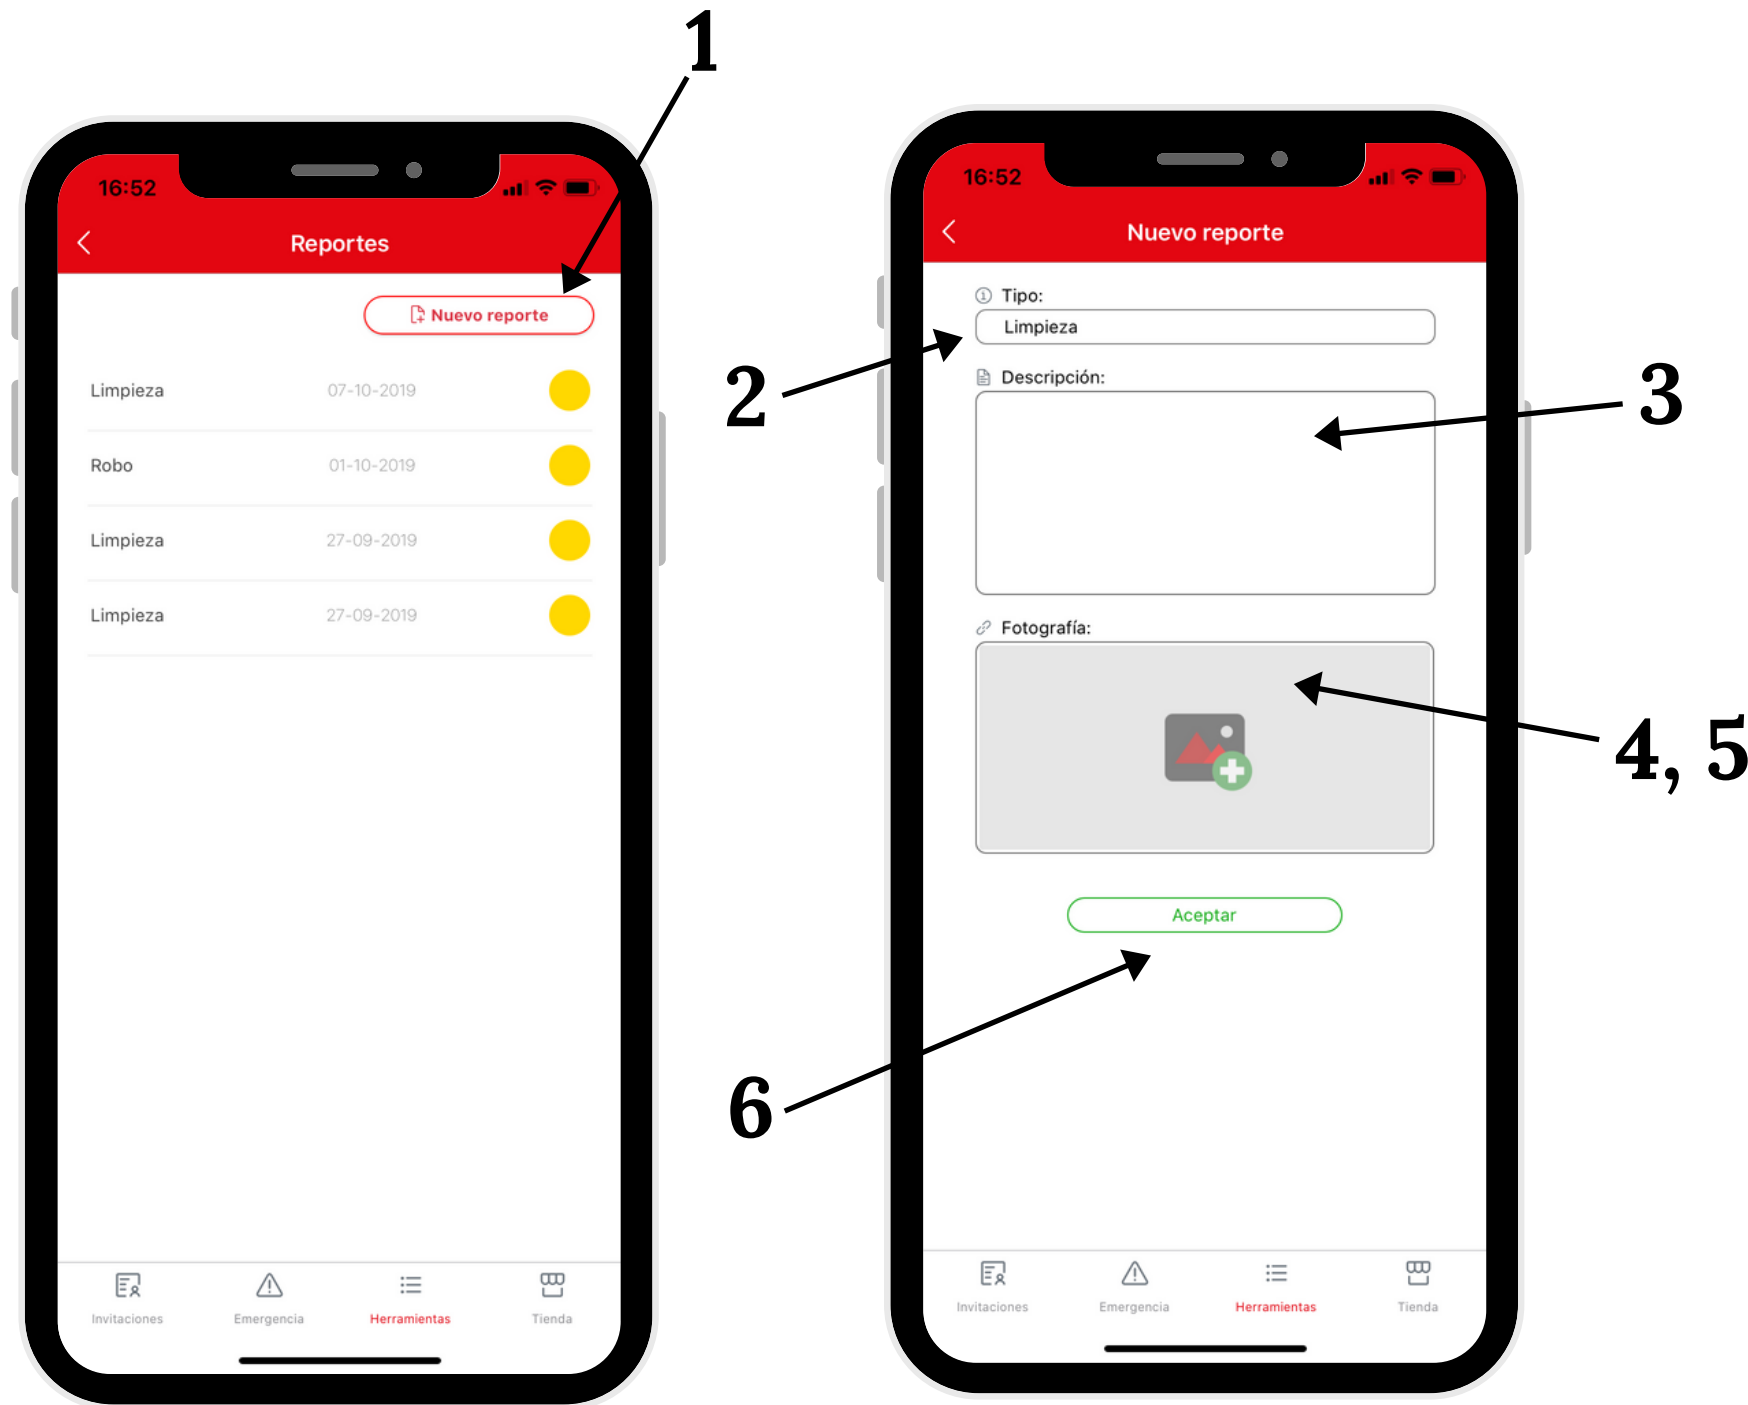 1
16:52
Reportes
Nuevo reporte
Limpieza 07-10-2019
Robo 01-10-2019
Limpieza 27-09-2019
Limpieza 27-09-2019
Invitaciones Emergencia Herramientas Tienda
16:52
Nuevo reporte
Tipo:
Limpieza
2
Descripción:
3
Fotografía:
4, 5
Aceptar
6
Invitaciones Emergencia Herramientas Tienda